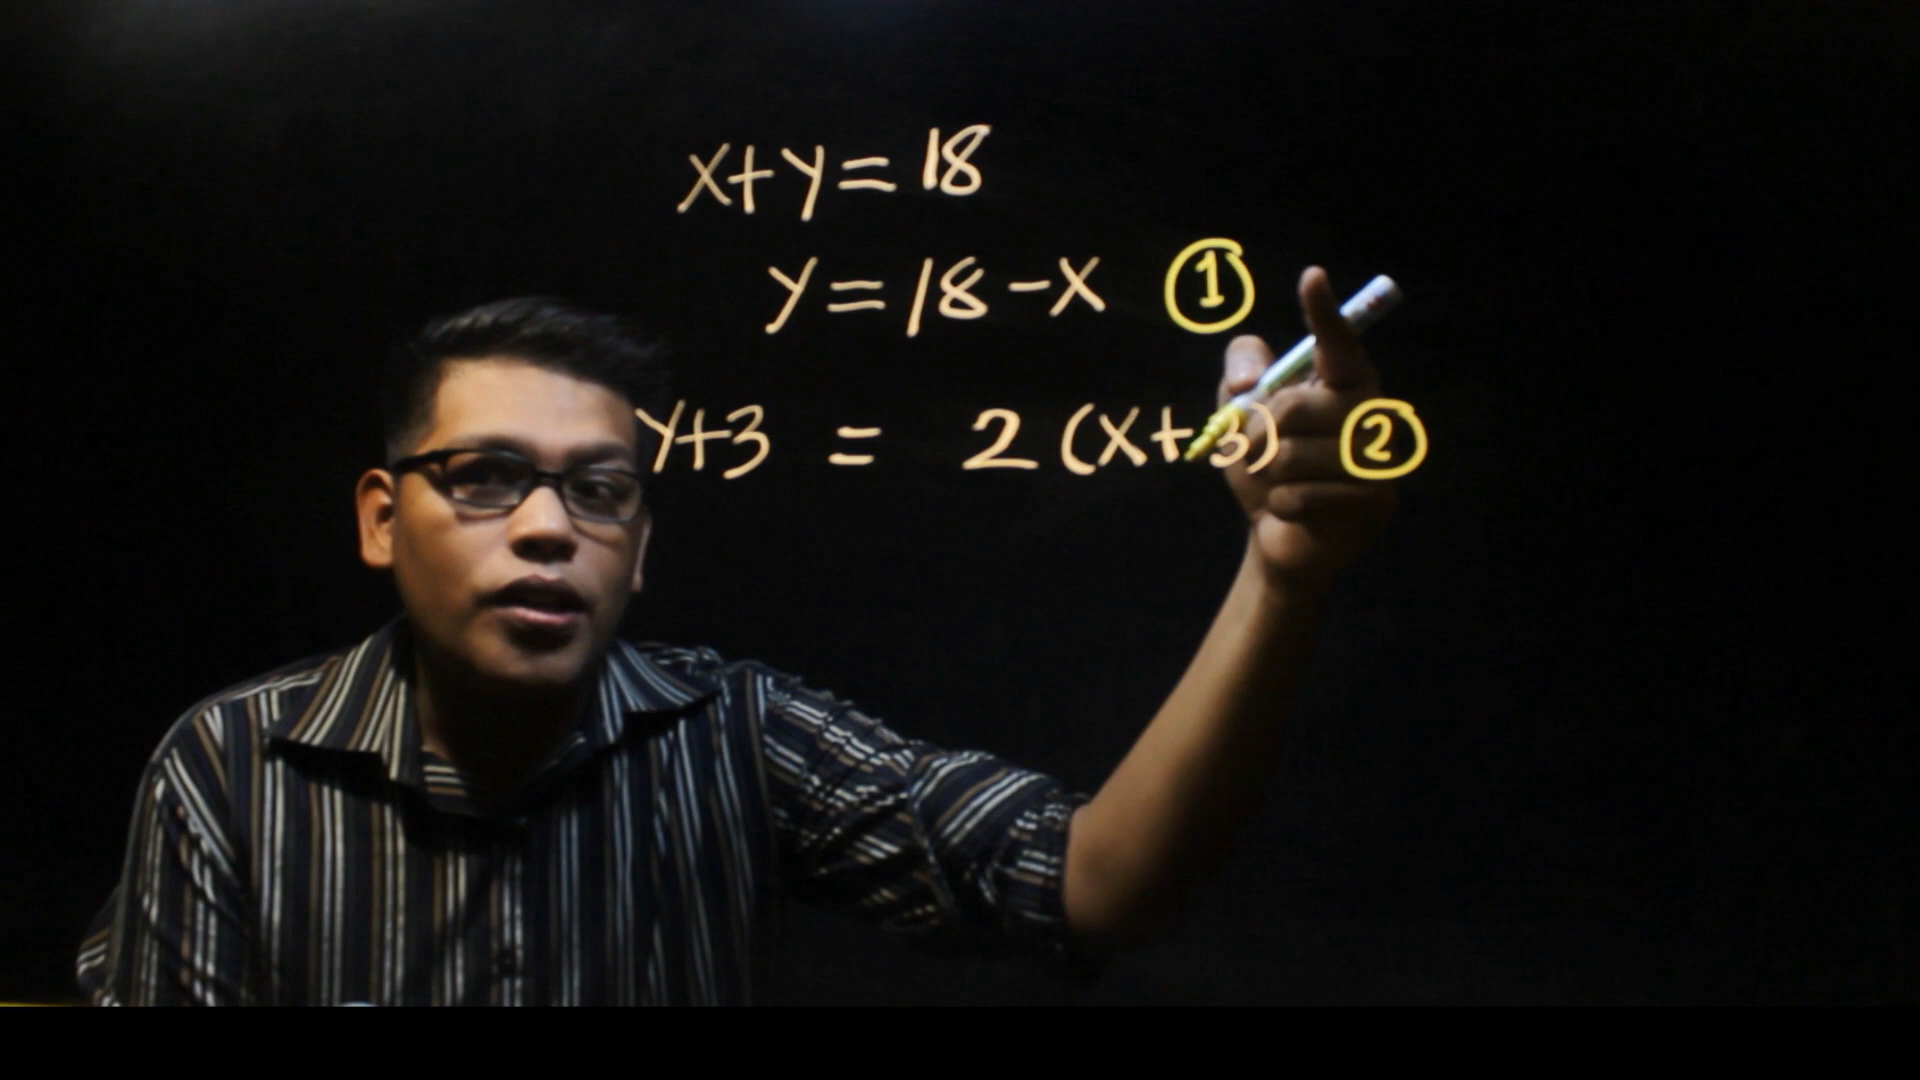 x+y=18
y=18-x ①
y+3 = 2(x+3) ②